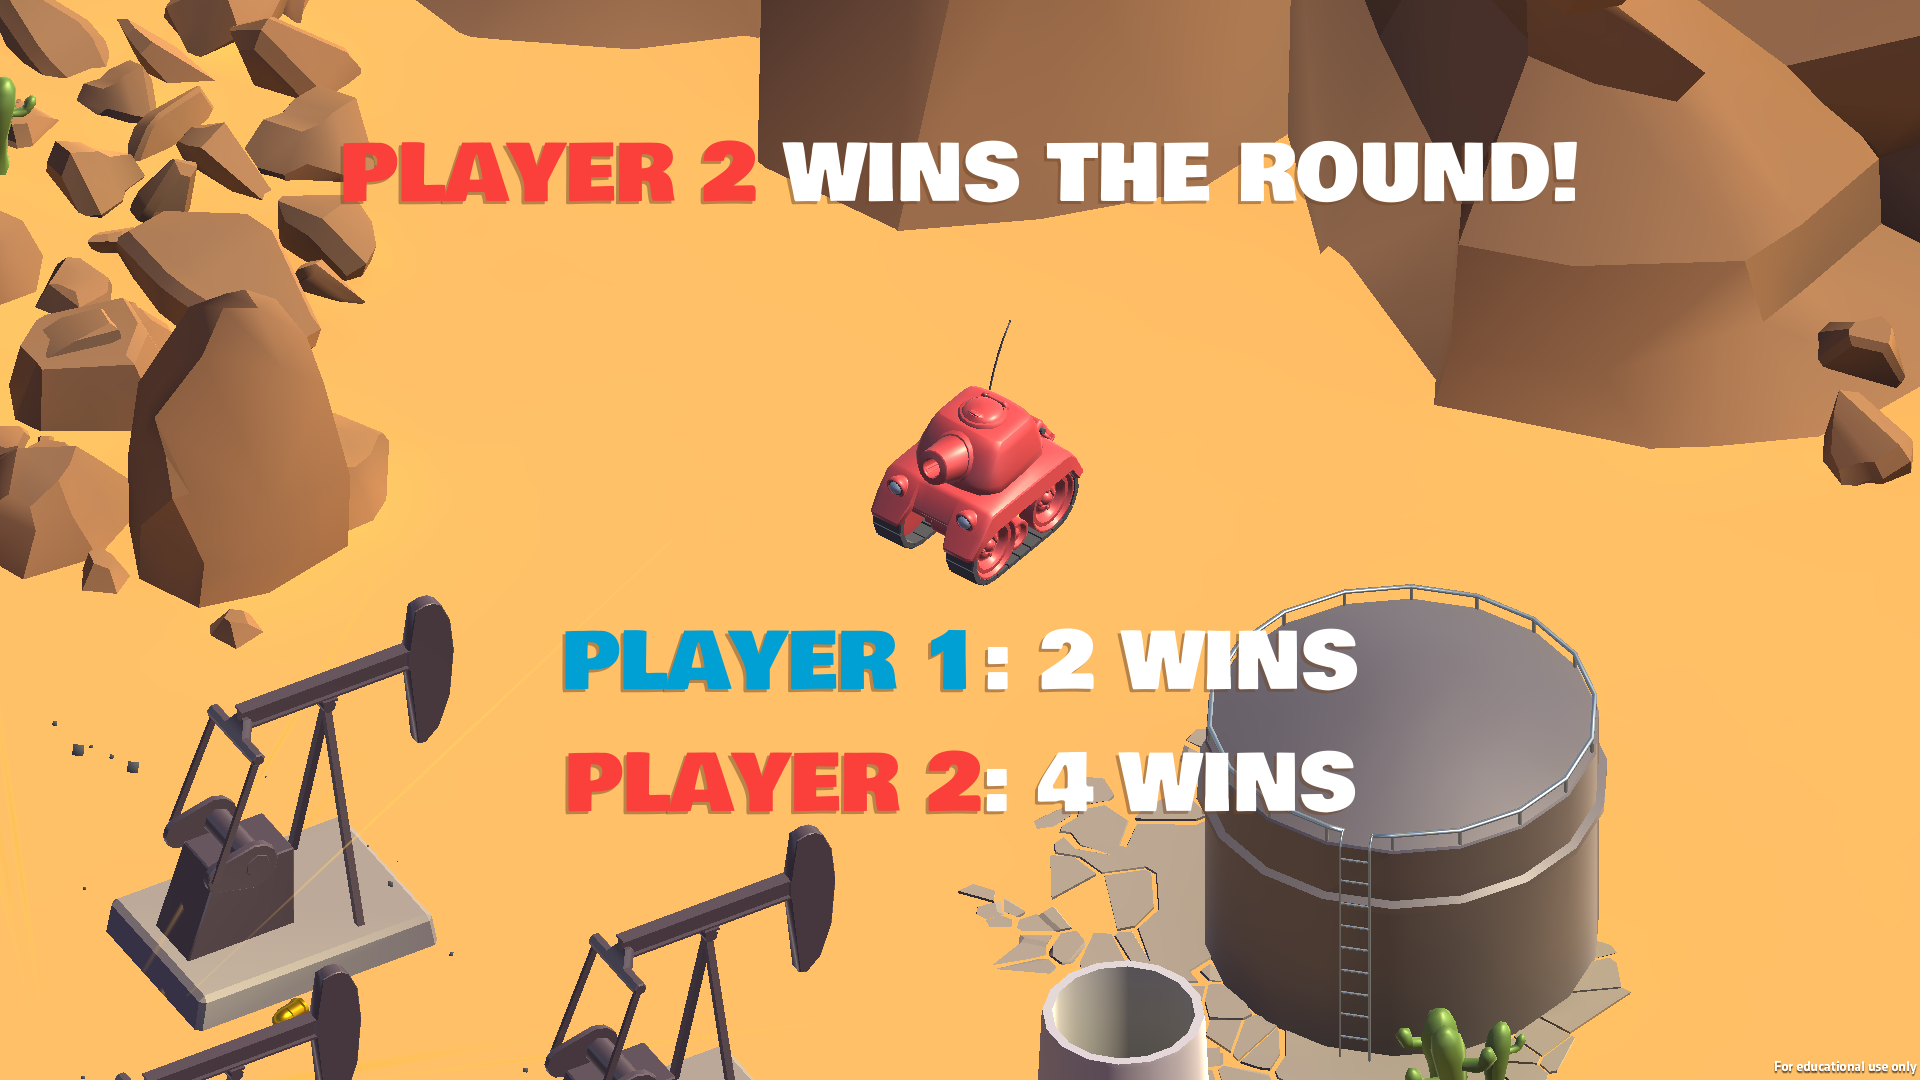 PLAYER 2 WINS THE ROUND!
PLAYER 1: 2 WINS
PLAYER 2: 4 WINS
For educational use only